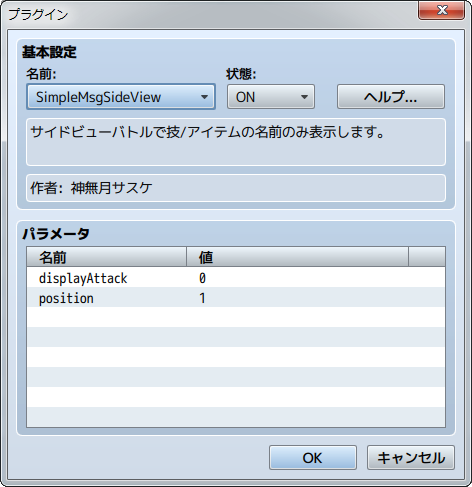 プラグイン
基本設定
名前: 状態:
SimpleMsgSideView ON ヘルプ...
サイドビューバトルで技/アイテムの名前のみ表示します。
作者: 神無月サスケ
パラメータ
名前 値
displayAttack 0
position 1
OK キャンセル